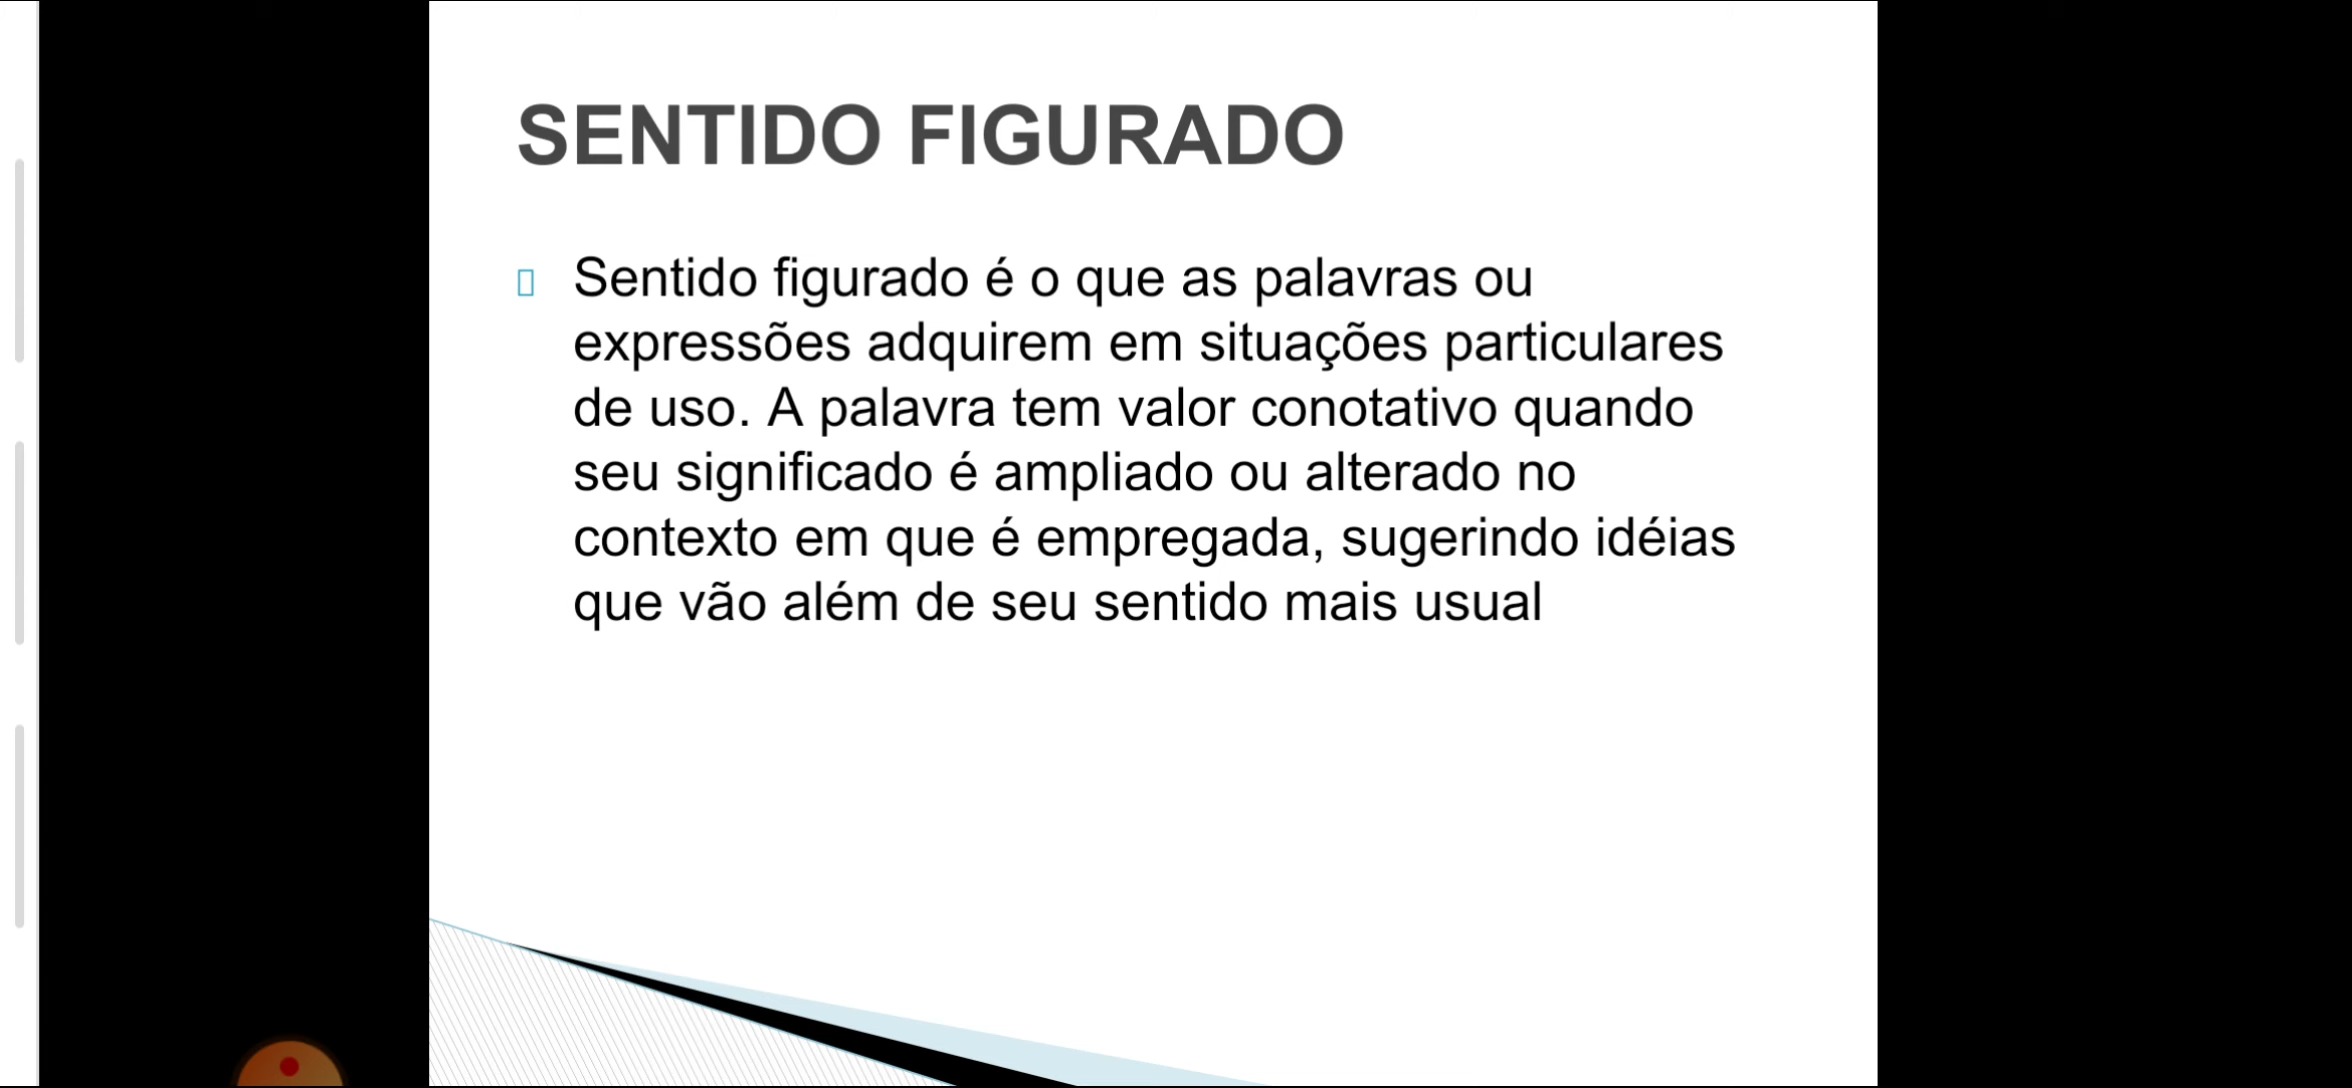 SENTIDO FIGURADO
Sentido figurado é o que as palavras ou
expressões adquirem em situações particulares
de uso. A palavra tem valor conotativo quando
seu significado é ampliado ou alterado no
contexto em que é empregada, sugerindo idéias
que vão além de seu sentido mais usual